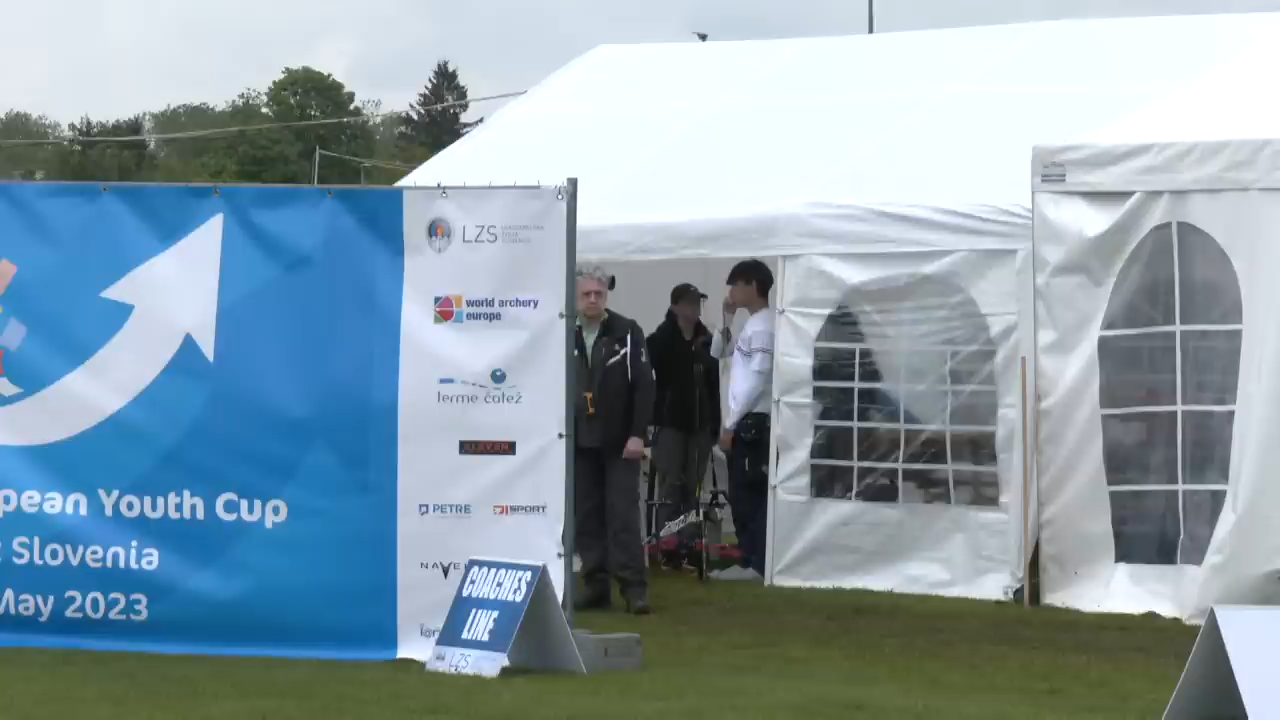 pean Youth Cup
Slovenia
May 2023
LZS
world archery
europe
terme čatež
PETRE
SPORT
COACHES
LINE
LZS